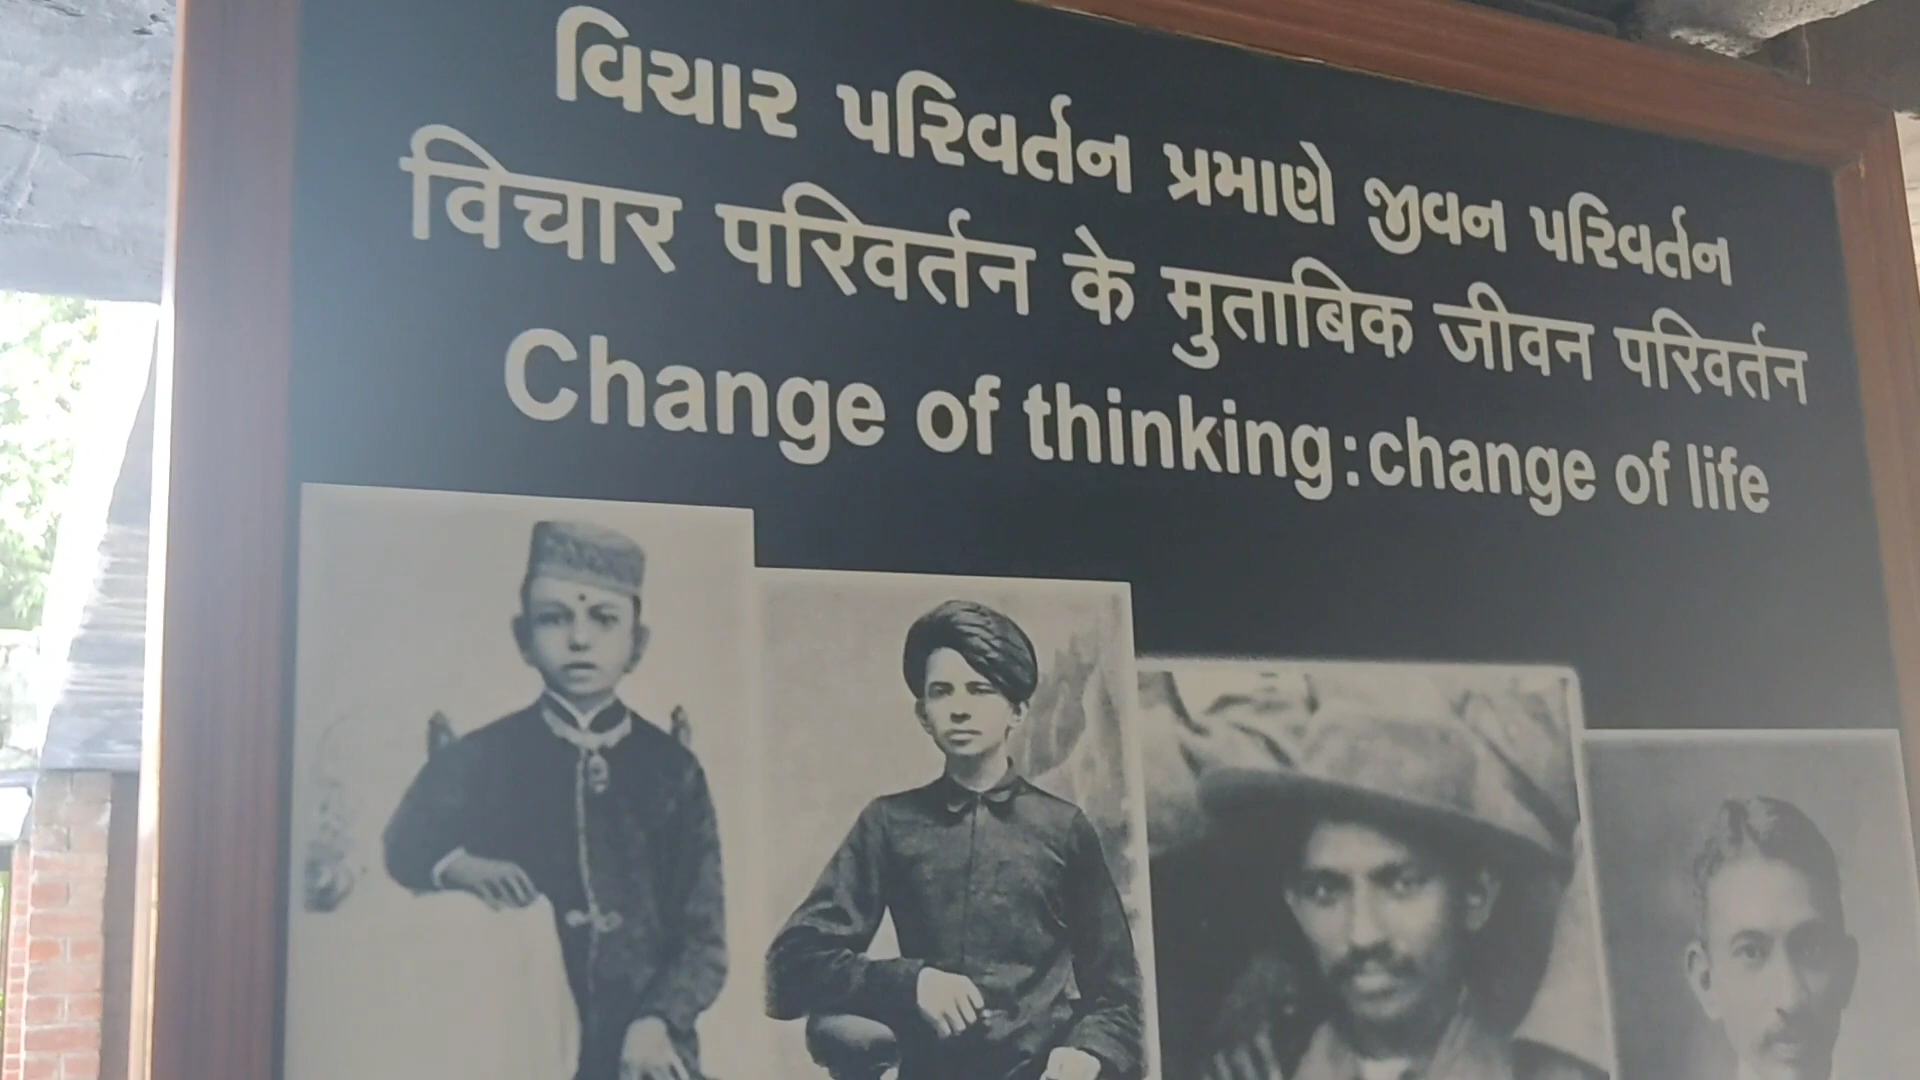 વિચાર પરિવર્તન પ્રમાણે જીવન પરિવર્તન
विचार परिवर्तन के मुताबिक जीवन परिवर्तन
Change of thinking:change of life